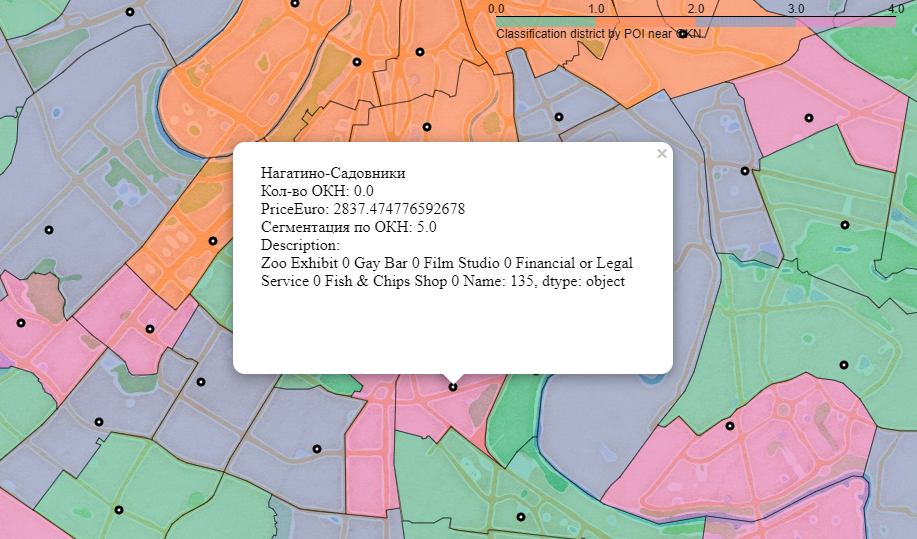 0.0 1.0 2.0 3.0 4.0
Classification district by POI near OKN
×
Нагатино-Садовники
Кол-во ОКН: 0.0
PriceEuro: 2837.474776592678
Сегментация по ОКН: 5.0
Description:
Zoo Exhibit 0 Gay Bar 0 Film Studio 0 Financial or Legal
Service 0 Fish & Chips Shop 0 Name: 135, dtype: object